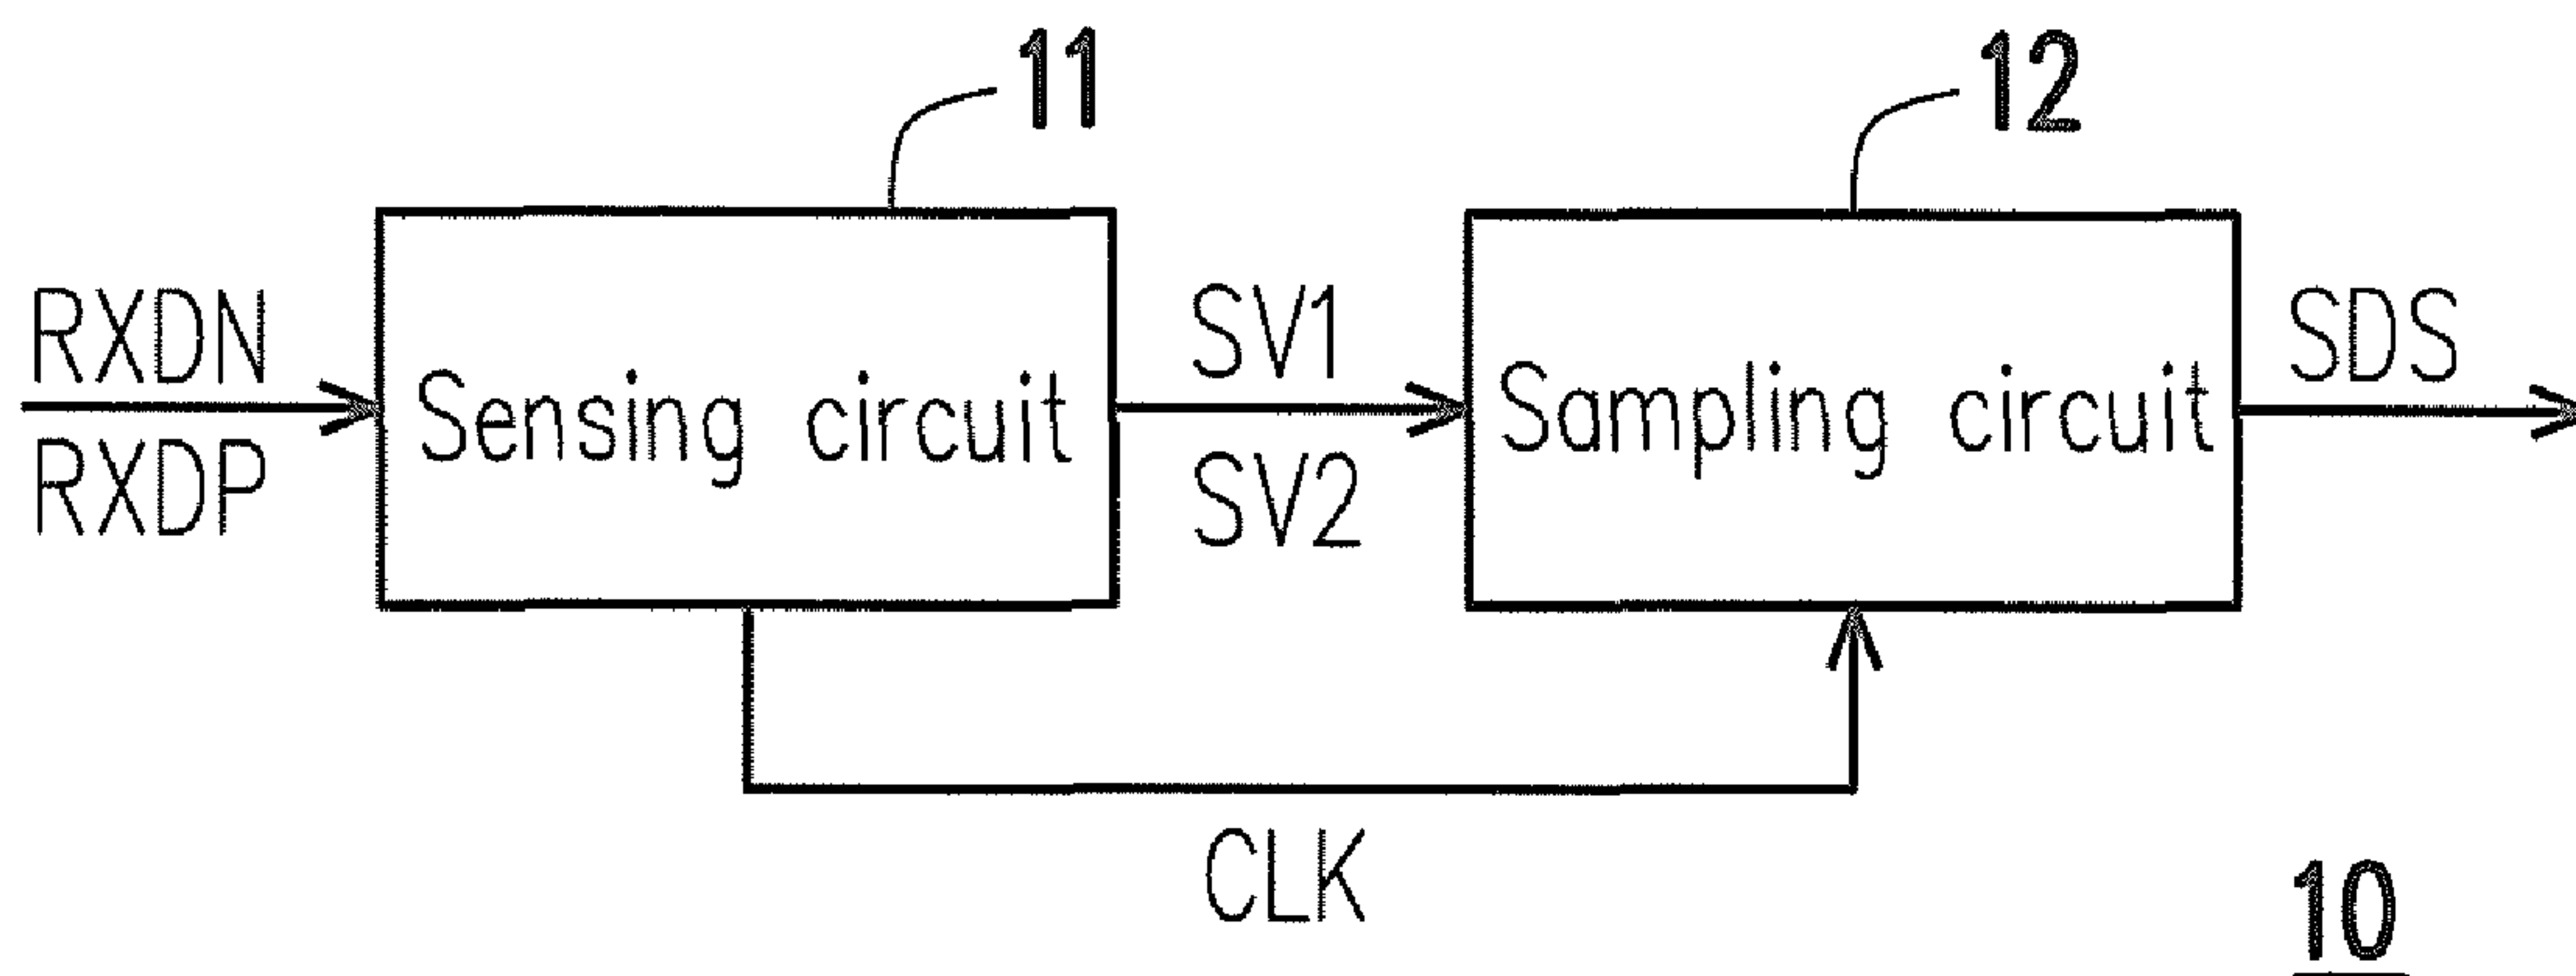 11
12
RXDN
RXDP
Sensing circuit
SV1
SV2
Sampling circuit
SDS
CLK
10